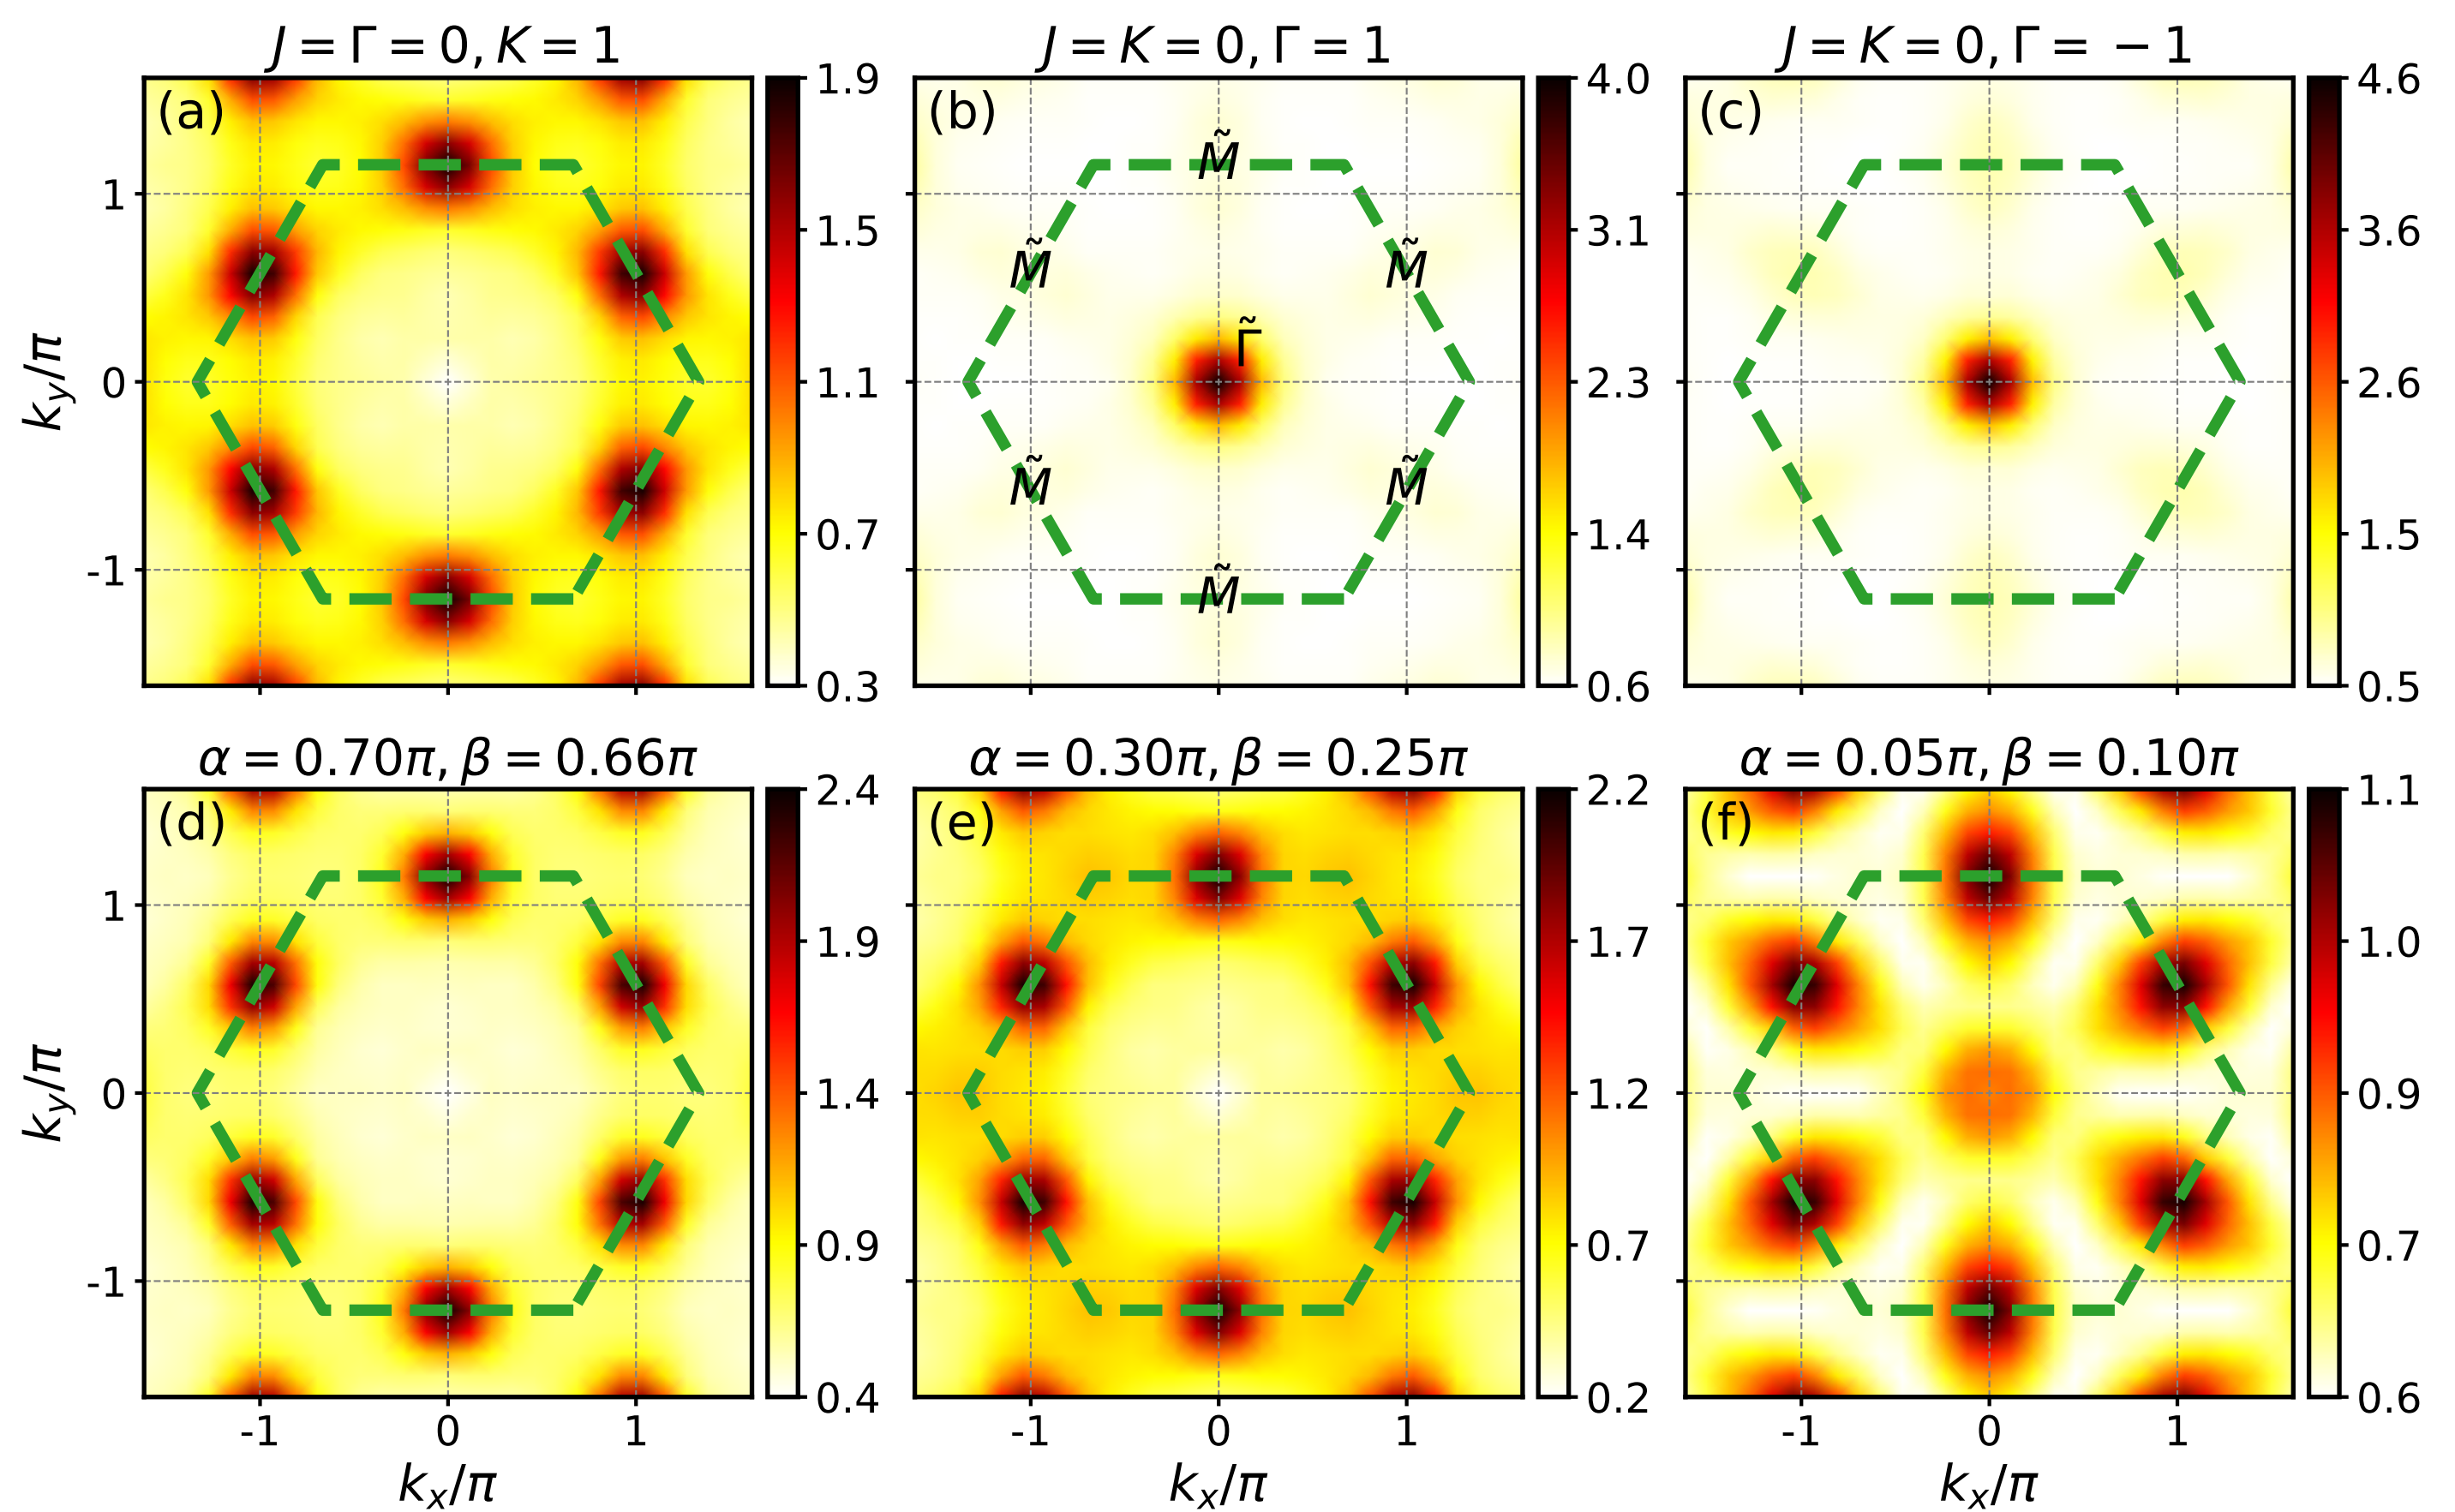 J = Γ = 0, K = 1
(a)
1.9
1.5
1.1
0.7
0.3
1
0
-1
k_y/π
J = K = 0, Γ = 1
(b)
M̃
M̃
M̃
Γ̃
M̃
M̃
M̃
4.0
3.1
2.3
1.4
0.6
J = K = 0, Γ = −1
(c)
4.6
3.6
2.6
1.5
0.5
α = 0.70π, β = 0.66π
(d)
2.4
1.9
1.4
0.9
0.4
1
0
-1
k_y/π
-1 0 1
k_x/π
α = 0.30π, β = 0.25π
(e)
2.2
1.7
1.2
0.7
0.2
-1 0 1
k_x/π
α = 0.05π, β = 0.10π
(f)
1.1
1.0
0.9
0.7
0.6
-1 0 1
k_x/π